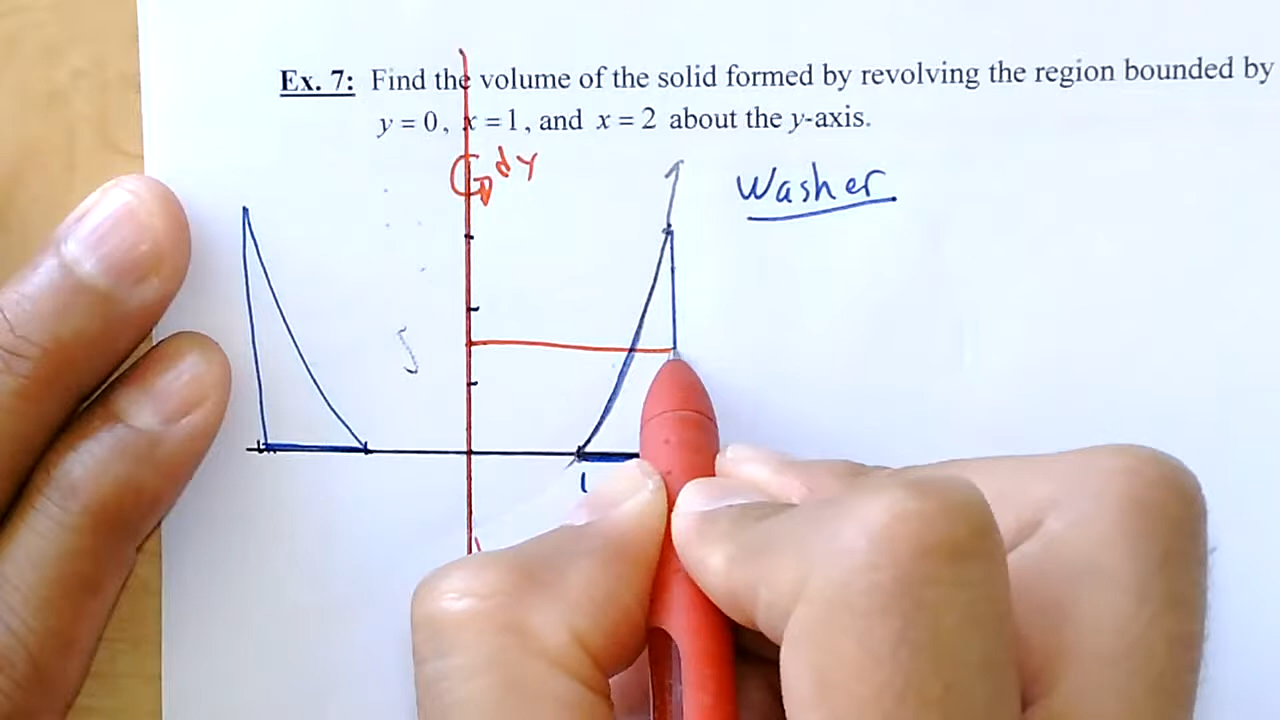 Ex. 7: Find the volume of the solid formed by revolving the region bounded by
y = 0, x = 1, and x = 2 about the y-axis.
dy
Washer
1